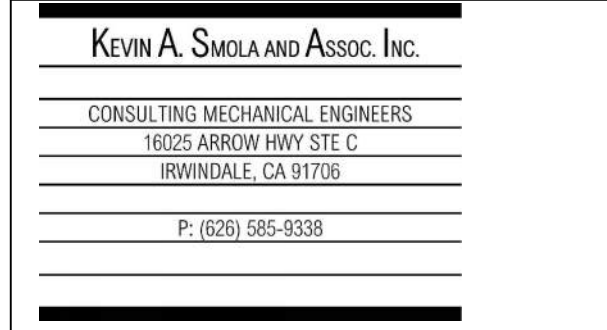 KEVIN A. SMOLA AND ASSOC. INC.
CONSULTING MECHANICAL ENGINEERS
16025 ARROW HWY STE C
IRWINDALE, CA 91706
P: (626) 585-9338